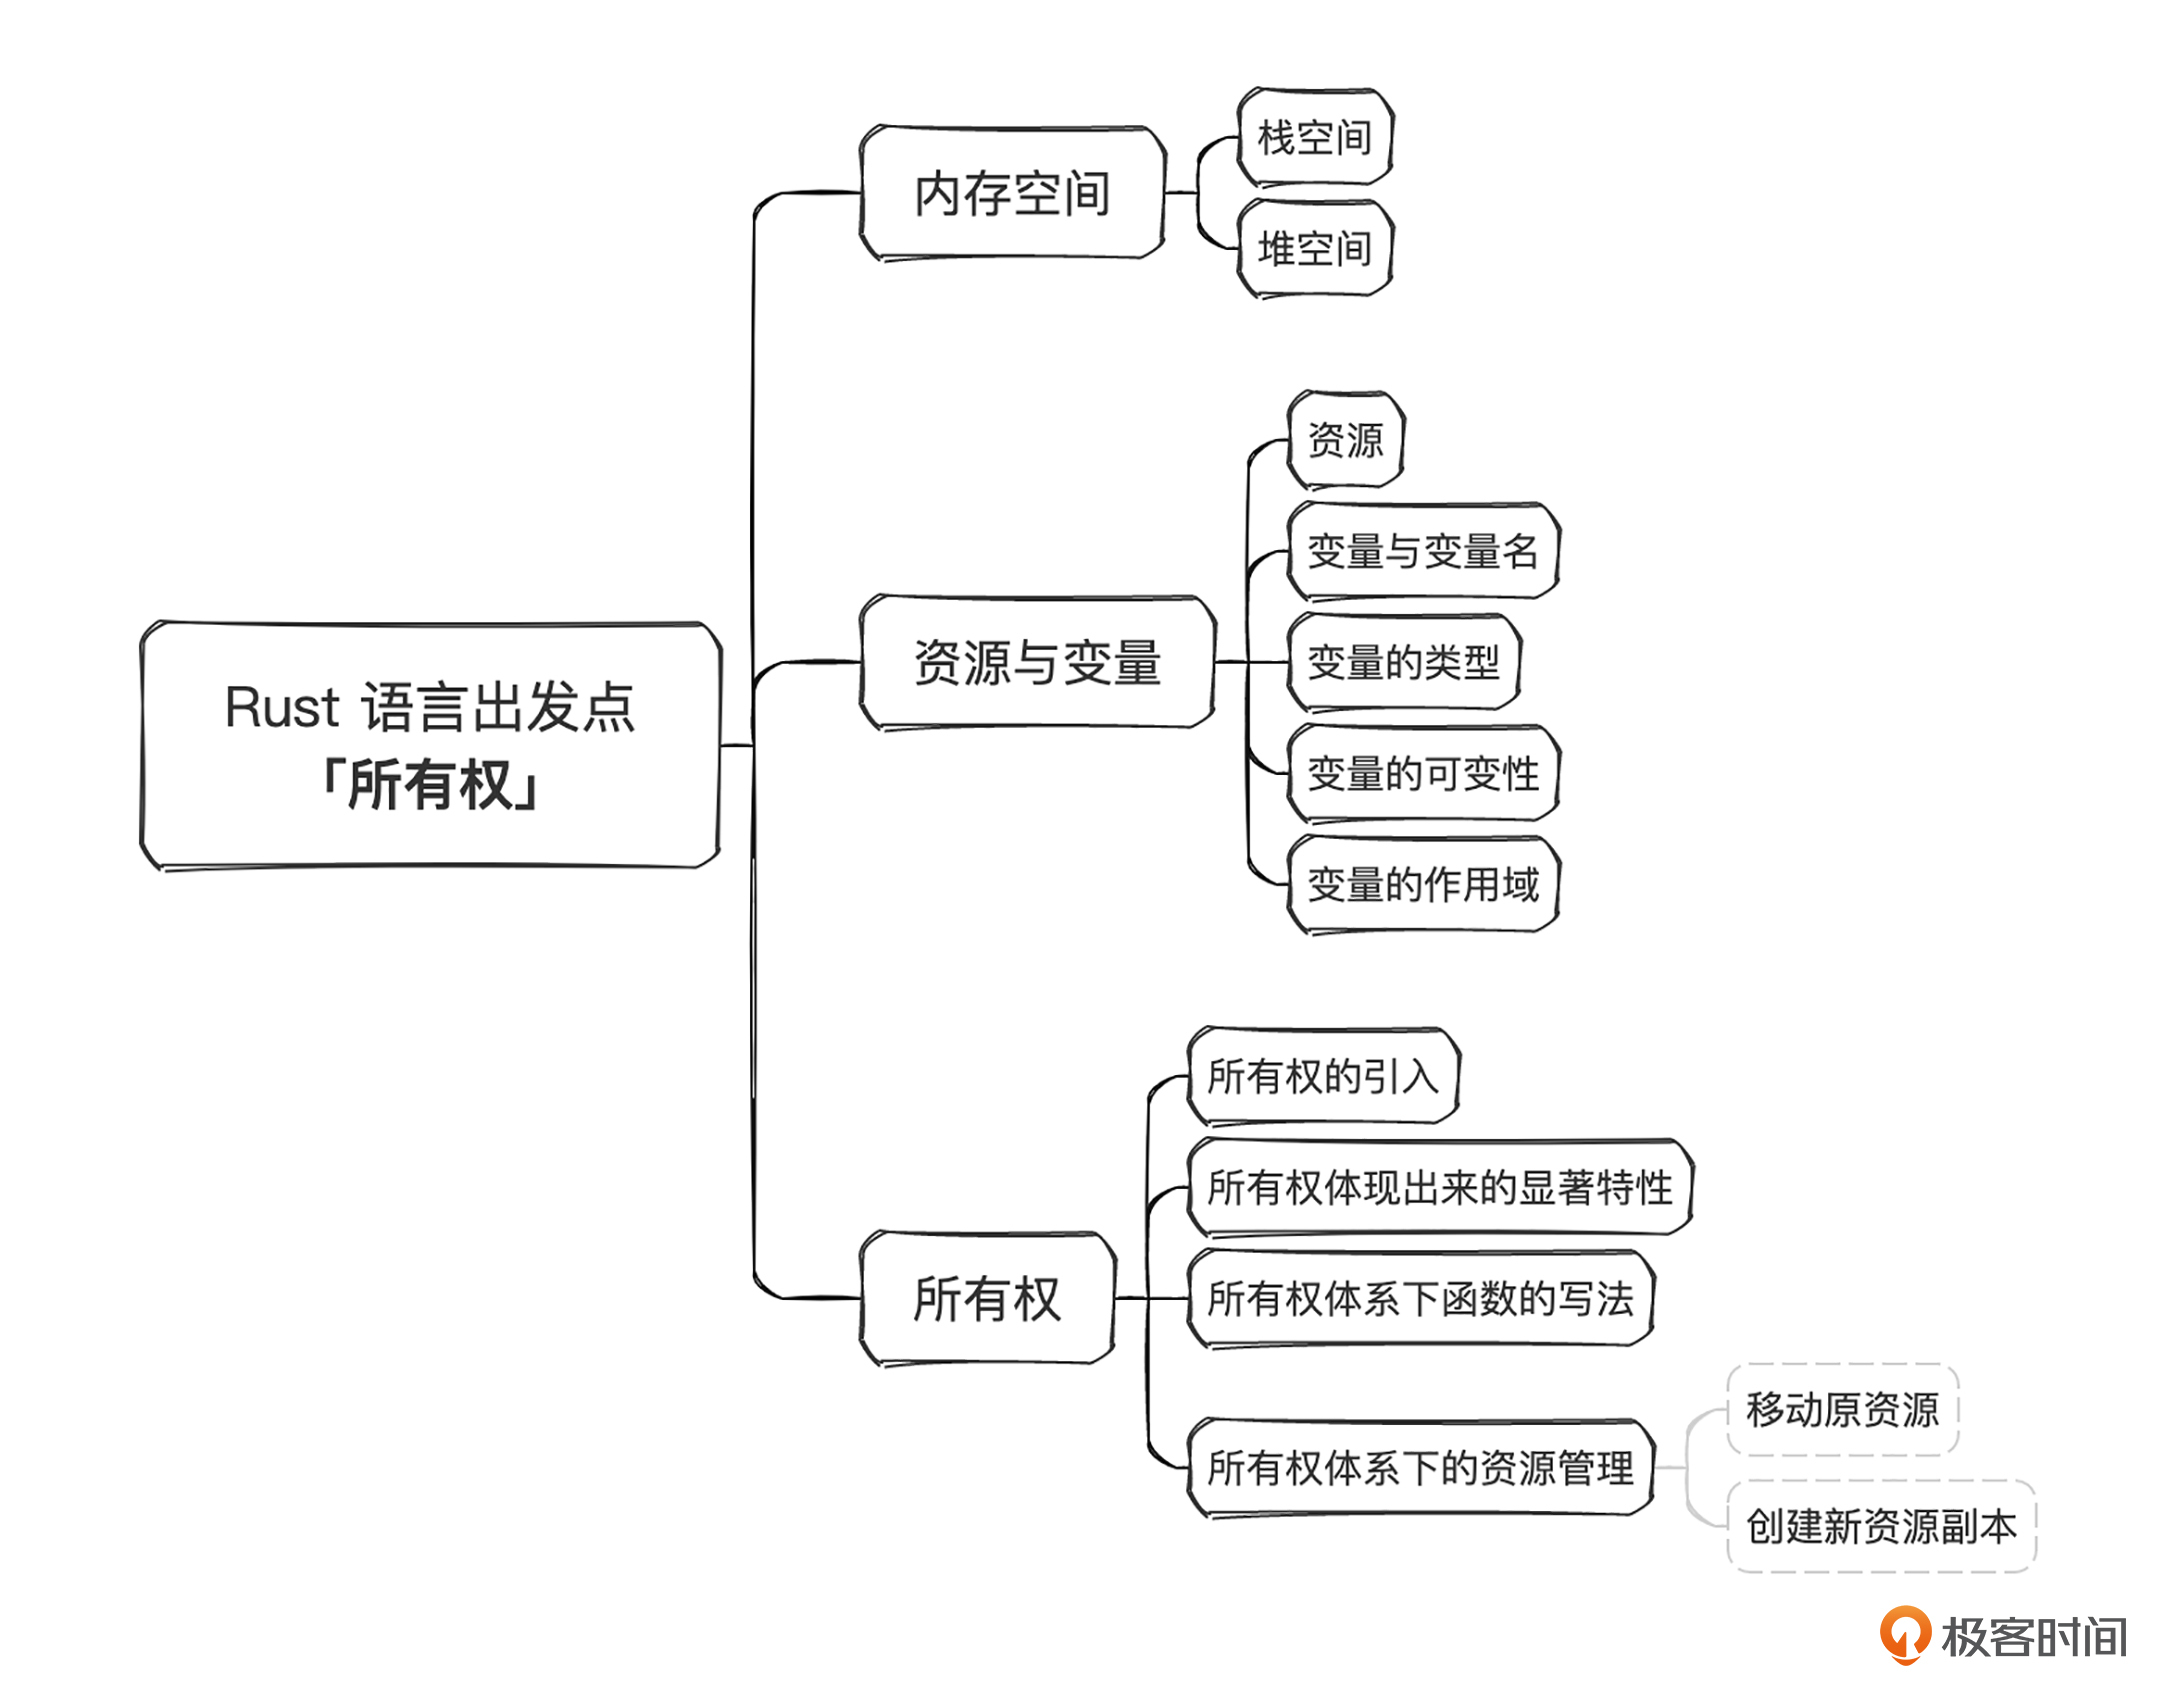 Rust 语言出发点
「所有权」
内存空间
栈空间
堆空间
资源与变量
资源
变量与变量名
变量的类型
变量的可变性
变量的作用域
所有权
所有权的引入
所有权体现出来的显著特性
所有权体系下函数的写法
所有权体系下的资源管理
移动原资源
创建新资源副本
极客时间